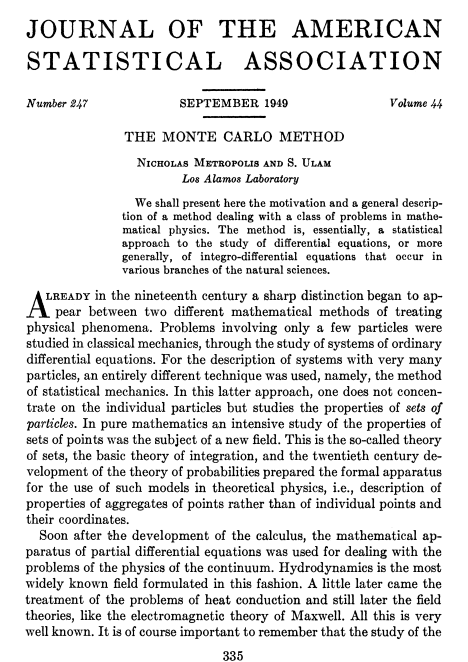 JOURNAL OF THE AMERICAN
STATISTICAL ASSOCIATION
Number 247 SEPTEMBER 1949 Volume 44
THE MONTE CARLO METHOD
NICHOLAS METROPOLIS AND S. ULAM
Los Alamos Laboratory
We shall present here the motivation and a general descrip-
tion of a method dealing with a class of problems in mathe-
matical physics. The method is, essentially, a statistical
approach to the study of differential equations, or more
generally, of integro-differential equations that occur in
various branches of the natural sciences.
ALREADY in the nineteenth century a sharp distinction began to ap-
pear between two different mathematical methods of treating
physical phenomena. Problems involving only a few particles were
studied in classical mechanics, through the study of systems of ordinary
differential equations. For the description of systems with very many
particles, an entirely different technique was used, namely, the method
of statistical mechanics. In this latter approach, one does not concen-
trate on the individual particles but studies the properties of sets of
particles. In pure mathematics an intensive study of the properties of
sets of points was the subject of a new field. This is the so-called theory
of sets, the basic theory of integration, and the twentieth century de-
velopment of the theory of probabilities prepared the formal apparatus
for the use of such models in theoretical physics, i.e., description of
properties of aggregates of points rather than of individual points and
their coordinates.
Soon after the development of the calculus, the mathematical ap-
paratus of partial differential equations was used for dealing with the
problems of the physics of the continuum. Hydrodynamics is the most
widely known field formulated in this fashion. A little later came the
treatment of the problems of heat conduction and still later the field
theories, like the electromagnetic theory of Maxwell. All this is very
well known. It is of course important to remember that the study of the
335